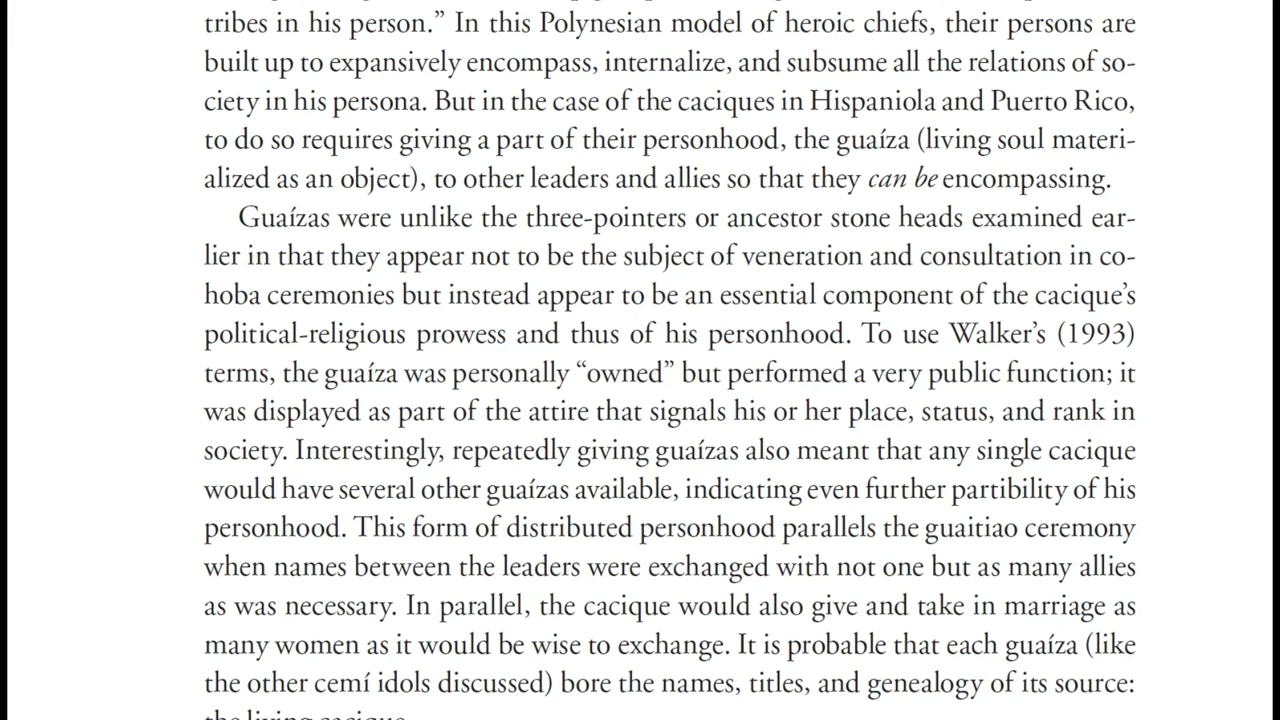 tribes in his person.” In this Polynesian model of heroic chiefs, their persons are
built up to expansively encompass, internalize, and subsume all the relations of so-
ciety in his persona. But in the case of the caciques in Hispaniola and Puerto Rico,
to do so requires giving a part of their personhood, the guaíza (living soul materi-
alized as an object), to other leaders and allies so that they can be encompassing.
Guaízas were unlike the three-pointers or ancestor stone heads examined ear-
lier in that they appear not to be the subject of veneration and consultation in co-
hoba ceremonies but instead appear to be an essential component of the cacique’s
political-religious prowess and thus of his personhood. To use Walker’s (1993)
terms, the guaíza was personally “owned” but performed a very public function; it
was displayed as part of the attire that signals his or her place, status, and rank in
society. Interestingly, repeatedly giving guaízas also meant that any single cacique
would have several other guaízas available, indicating even further partibility of his
personhood. This form of distributed personhood parallels the guaitiao ceremony
when names between the leaders were exchanged with not one but as many allies
as was necessary. In parallel, the cacique would also give and take in marriage as
many women as it would be wise to exchange. It is probable that each guaíza (like
the other cemí idols discussed) bore the names, titles, and genealogy of its source:
the living cacique.